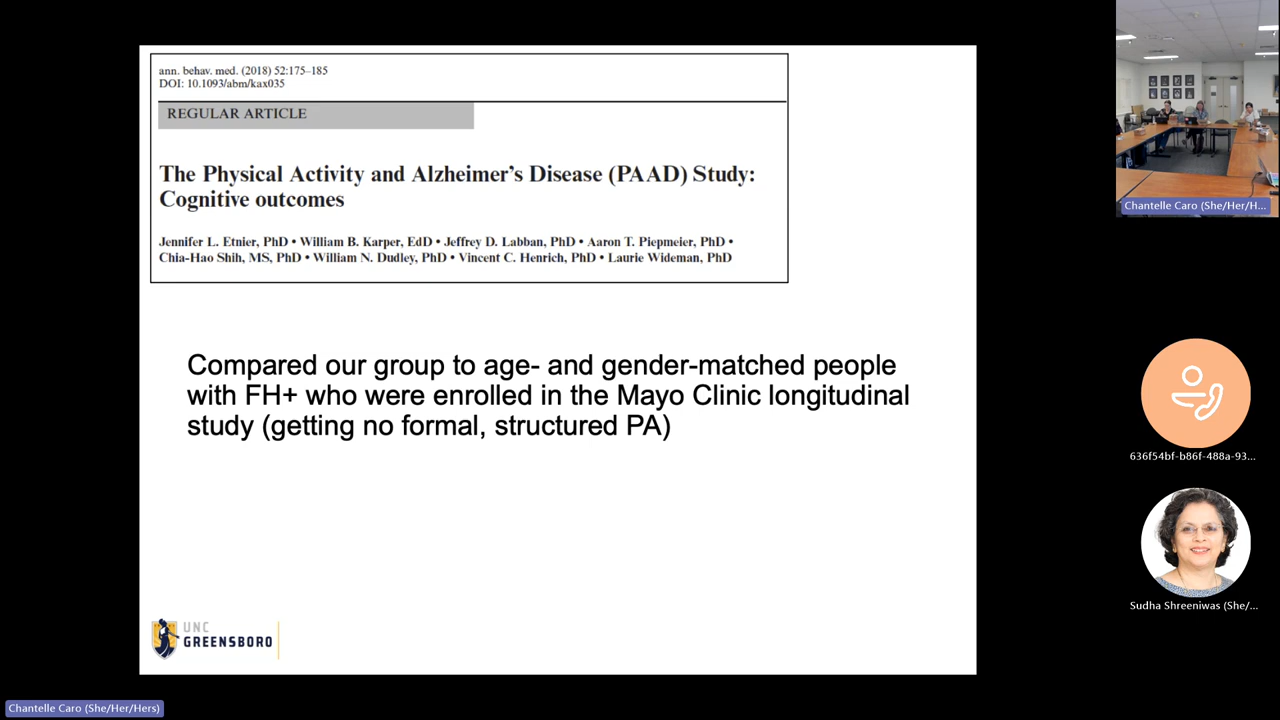 ann. behav. med. (2018) 52:175–185
DOI: 10.1093/abm/kax035
REGULAR ARTICLE
The Physical Activity and Alzheimer's Disease (PAAD) Study:
Cognitive outcomes
Jennifer L. Etnier, PhD • William B. Karper, EdD • Jeffrey D. Labban, PhD • Aaron T. Piepmeier, PhD •
Chia-Hao Shih, MS, PhD • William N. Dudley, PhD • Vincent C. Henrich, PhD • Laurie Wideman, PhD
Compared our group to age- and gender-matched people
with FH+ who were enrolled in the Mayo Clinic longitudinal
study (getting no formal, structured PA)
UNC
GREENSBORO
Chantelle Caro (She/Her/H...
636f54bf-b86f-488a-93...
Sudha Shreeniwas (She/...
Chantelle Caro (She/Her/Hers)